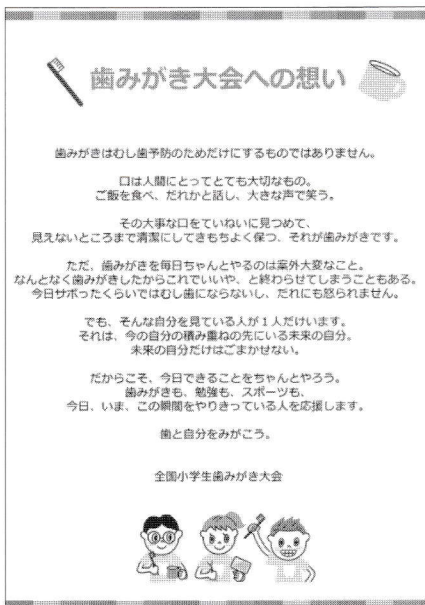 歯みがき大会への想い
歯みがきはむし歯予防のためだけにするものではありません。
口は人間にとってとても大切なもの。
ご飯を食べ、だれかと話し、大きな声で笑う。
その大事な口をていねいに見つめて、
見えないところまで清潔にしてきもちよく保つ、それが歯みがきです。
ただ、歯みがきを毎日ちゃんとやるのは案外大変なこと。
なんとなく歯みがきしたからこれでいいや、と終わらせてしまうこともある。
今日サボったくらいではむし歯にならないし、だれにも怒られません。
でも、そんな自分を見ている人が1人だけいます。
それは、今の自分の積み重ねの先にいる未来の自分。
未来の自分だけはごまかせない。
だからこそ、今日できることをちゃんとやろう。
歯みがきも、勉強も、スポーツも、
今日、いま、この瞬間をやりきっている人を応援します。
歯と自分をみがこう。
全国小学生歯みがき大会